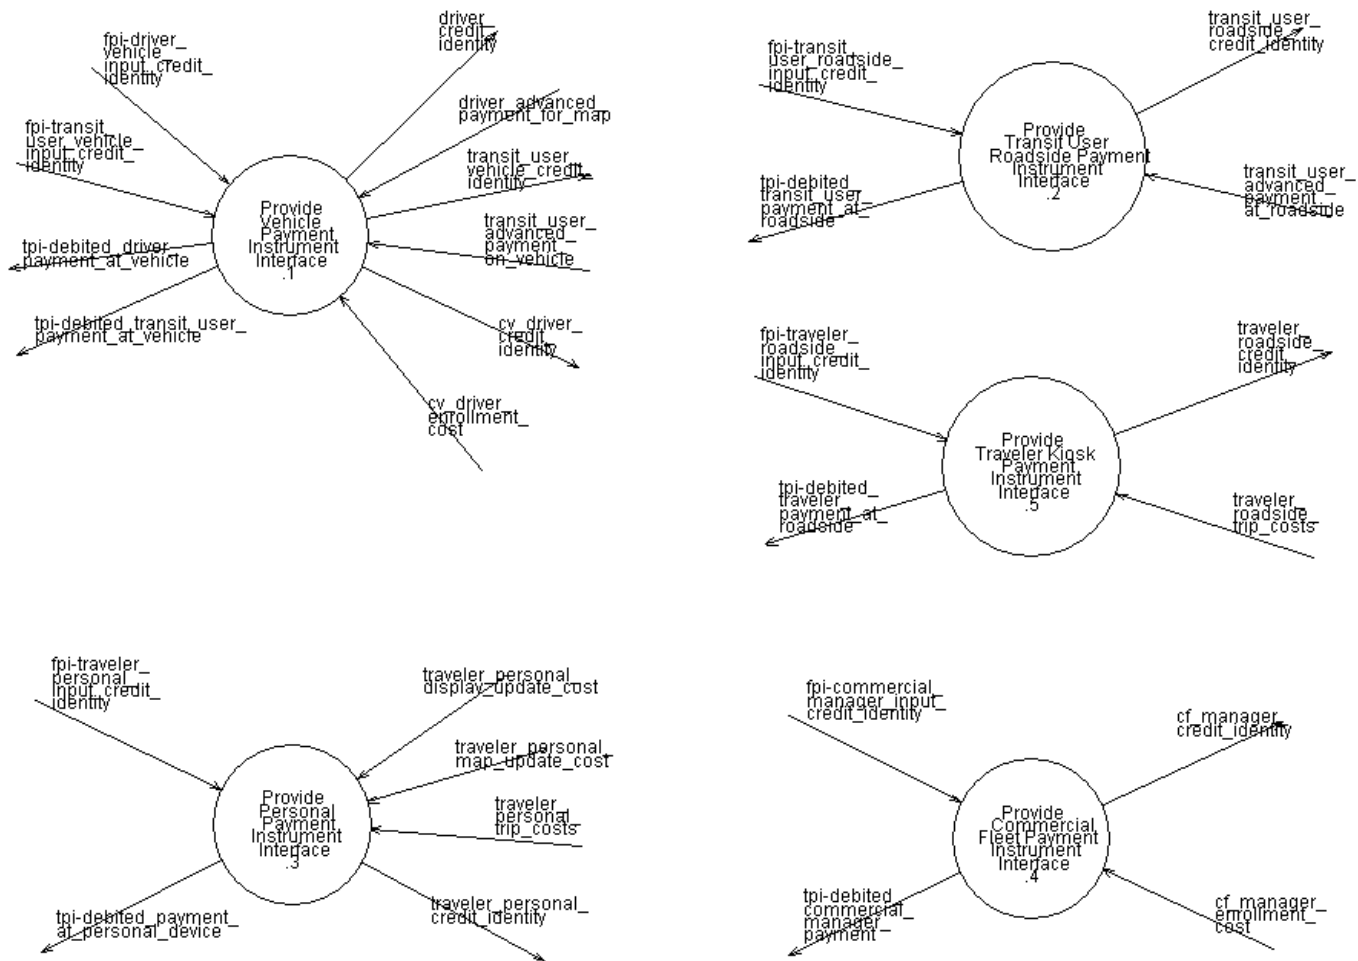 fpi-driver_
vehicle_
input_credit_
identity
driver_
credit_
identity
driver_advanced_
payment_for_map
fpi-transit_
user_vehicle_
input_credit_
identity
transit_user_
vehicle_credit_
identity
Provide
Vehicle
Payment
Instrument
Interface
.1
tpi-debited_driver_
payment_at_vehicle
transit_user_
advanced_
payment_
on_vehicle
tpi-debited_transit_user_
payment_at_vehicle
cv_driver_
credit_
identity
cv_driver_
enrollment_
cost
fpi-transit_
user_roadside_
input_credit_
identity
transit_user_
roadside_
credit_identity
Provide
Transit User
Roadside Payment
Instrument
Interface
.2
tpi-debited_
transit_user_
payment_at_
roadside
transit_user_
advanced_
payment_
at_roadside
fpi-traveler_
roadside_
input_credit_
identity
traveler_
roadside_
credit_
identity
Provide
Traveler Kiosk
Payment
Instrument
Interface
.5
tpi-debited_
traveler_
payment_at_
roadside
traveler_
roadside_
trip_costs
fpi-traveler_
personal_
input_credit_
identity
traveler_personal_
display_update_cost
traveler_personal_
map_update_cost
traveler_
personal_
trip_costs
Provide
Personal
Payment
Instrument
Interface
.3
tpi-debited_payment_
at_personal_device
traveler_personal_
credit_identity
fpi-commercial_
manager_input_
credit_identity
cf_manager_
credit_identity
Provide
Commercial
Fleet Payment
Instrument
Interface
.4
tpi-debited_
commercial_
manager_
payment
cf_manager_
enrollment_
cost